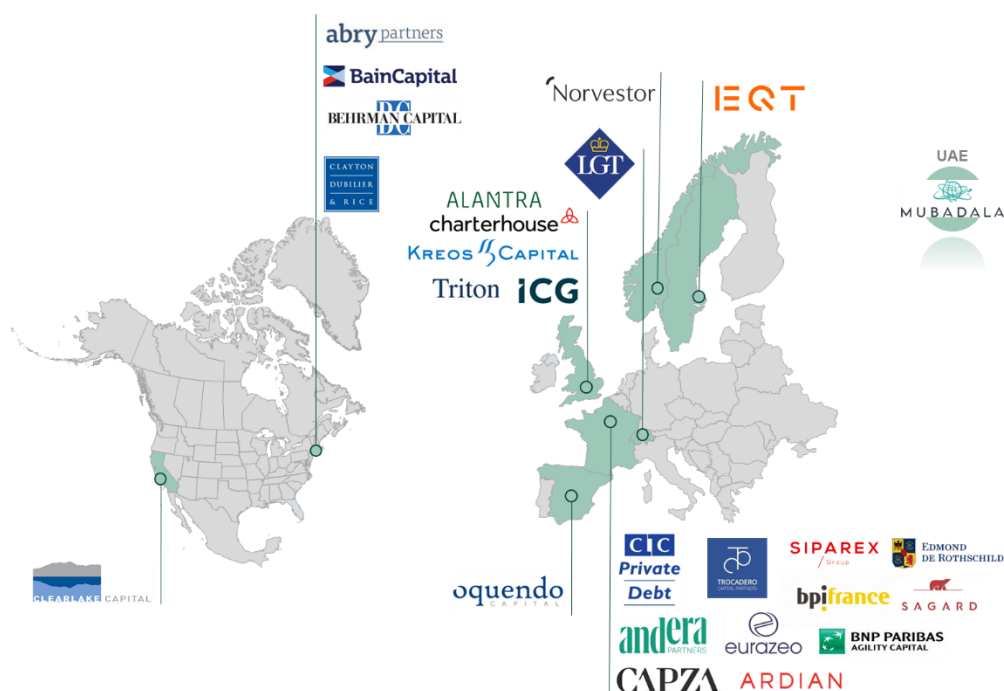 abry partners
BainCapital
BC
BEHRMAN CAPITAL
CLAYTON
DUBILIER
& RICE
Norvestor
EQT
LGT
UAE
MUBADALA
ALANTRA
charterhouse
KREOS CAPITAL
Triton
ICG
CLEARLAKE CAPITAL
oquendo
CAPITAL
CIC
Private
Debt
TROCADERO
CAPITAL PARTNERS
SIPAREX
/Group
EDMOND
DE ROTHSCHILD
bpifrance
SAGARD
andera
PARTNERS
eurazeo
BNP PARIBAS
AGILITY CAPITAL
CAPZA
ARDIAN